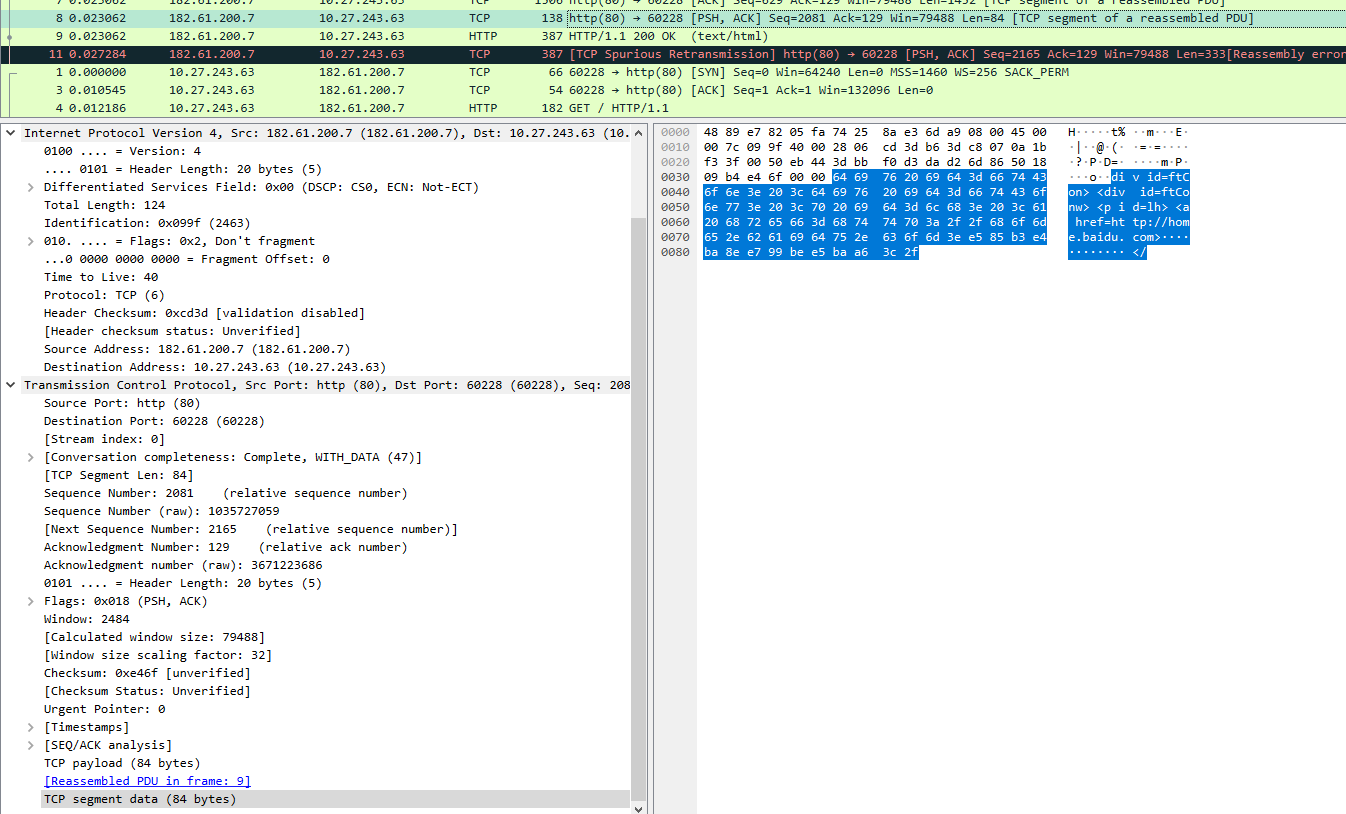 7 0.023062 182.61.200.7 10.27.243.63 TCP 1506 http(80) → 60228 [ACK] Seq=629 Ack=129 Win=79488 Len=1452 [TCP segment of a reassembled PDU]
8 0.023062 182.61.200.7 10.27.243.63 TCP 138 http(80) → 60228 [PSH, ACK] Seq=2081 Ack=129 Win=79488 Len=84 [TCP segment of a reassembled PDU]
9 0.023062 182.61.200.7 10.27.243.63 HTTP 387 HTTP/1.1 200 OK (text/html)
11 0.027284 182.61.200.7 10.27.243.63 TCP 387 [TCP Spurious Retransmission] http(80) → 60228 [PSH, ACK] Seq=2165 Ack=129 Win=79488 Len=333[Reassembly error
1 0.000000 10.27.243.63 182.61.200.7 TCP 66 60228 → http(80) [SYN] Seq=0 Win=64240 Len=0 MSS=1460 WS=256 SACK_PERM
3 0.010545 10.27.243.63 182.61.200.7 TCP 54 60228 → http(80) [ACK] Seq=1 Ack=1 Win=132096 Len=0
4 0.012186 10.27.243.63 182.61.200.7 HTTP 182 GET / HTTP/1.1
Internet Protocol Version 4, Src: 182.61.200.7 (182.61.200.7), Dst: 10.27.243.63 (10.
0100 .... = Version: 4
.... 0101 = Header Length: 20 bytes (5)
Differentiated Services Field: 0x00 (DSCP: CS0, ECN: Not-ECT)
Total Length: 124
Identification: 0x099f (2463)
010. .... = Flags: 0x2, Don't fragment
...0 0000 0000 0000 = Fragment Offset: 0
Time to Live: 40
Protocol: TCP (6)
Header Checksum: 0xcd3d [validation disabled]
[Header checksum status: Unverified]
Source Address: 182.61.200.7 (182.61.200.7)
Destination Address: 10.27.243.63 (10.27.243.63)
Transmission Control Protocol, Src Port: http (80), Dst Port: 60228 (60228), Seq: 208
Source Port: http (80)
Destination Port: 60228 (60228)
[Stream index: 0]
[Conversation completeness: Complete, WITH_DATA (47)]
[TCP Segment Len: 84]
Sequence Number: 2081 (relative sequence number)
Sequence Number (raw): 1035727059
[Next Sequence Number: 2165 (relative sequence number)]
Acknowledgment Number: 129 (relative ack number)
Acknowledgment number (raw): 3671223686
0101 .... = Header Length: 20 bytes (5)
Flags: 0x018 (PSH, ACK)
Window: 2484
[Calculated window size: 79488]
[Window size scaling factor: 32]
Checksum: 0xe46f [unverified]
[Checksum Status: Unverified]
Urgent Pointer: 0
[Timestamps]
[SEQ/ACK analysis]
TCP payload (84 bytes)
[Reassembled PDU in frame: 9]
TCP segment data (84 bytes)
0000 48 89 e7 82 05 fa 74 25 8a e3 6d a9 08 00 45 00 H·····t% ··m···E·
0010 00 7c 09 9f 40 00 28 06 cd 3d b6 3d c8 07 0a 1b ·|··@·(· ·=·=····
0020 f3 3f 00 50 eb 44 3d bb f0 d3 da d2 6d 86 50 18 ·?·P·D=· ····m·P·
0030 09 b4 e4 6f 00 00 64 69 76 20 69 64 3d 66 74 43 ···o··di v id=ftC
0040 6f 6e 3e 20 3c 64 69 76 20 69 64 3d 66 74 43 6f on> <div id=ftCo
0050 6e 77 3e 20 3c 70 20 69 64 3d 6c 68 3e 20 3c 61 nw> <p i d=lh> <a
0060 20 68 72 65 66 3d 68 74 74 70 3a 2f 2f 68 6f 6d href=ht tp://hom
0070 65 2e 62 61 69 64 75 2e 63 6f 6d 3e e5 85 b3 e4 e.baidu. com>····
0080 ba 8e e7 99 be e5 ba a6 3c 2f ········ </